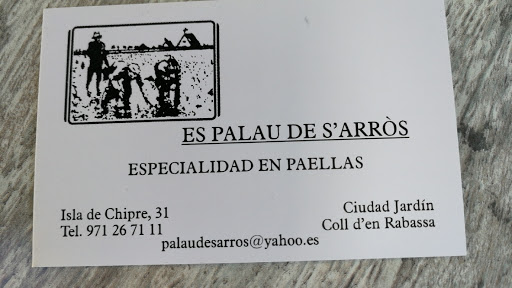 ES PALAU DE S'ARRÒS
ESPECIALIDAD EN PAELLAS
Isla de Chipre, 31
Tel. 971 26 71 11
Ciudad Jardín
Coll d'en Rabassa
palaudesarros@yahoo.es